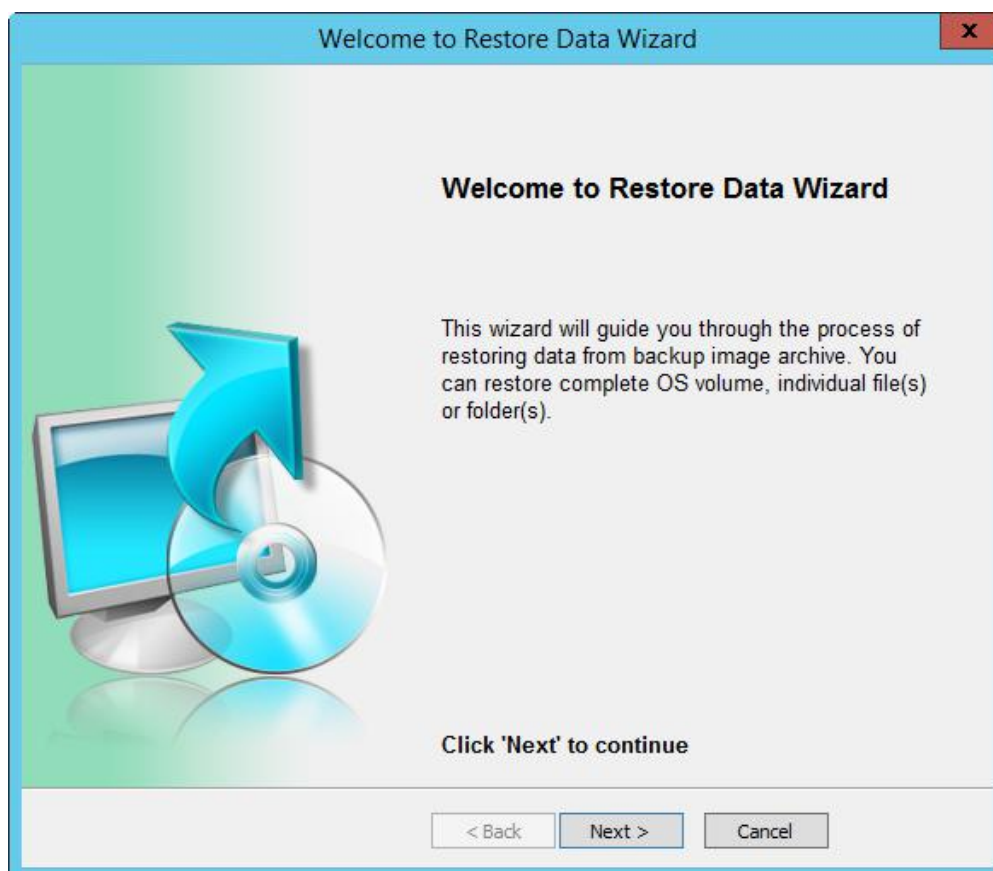 Welcome to Restore Data Wizard
x
Welcome to Restore Data Wizard
This wizard will guide you through the process of
restoring data from backup image archive. You
can restore complete OS volume, individual file(s)
or folder(s).
Click 'Next' to continue
< Back Next > Cancel